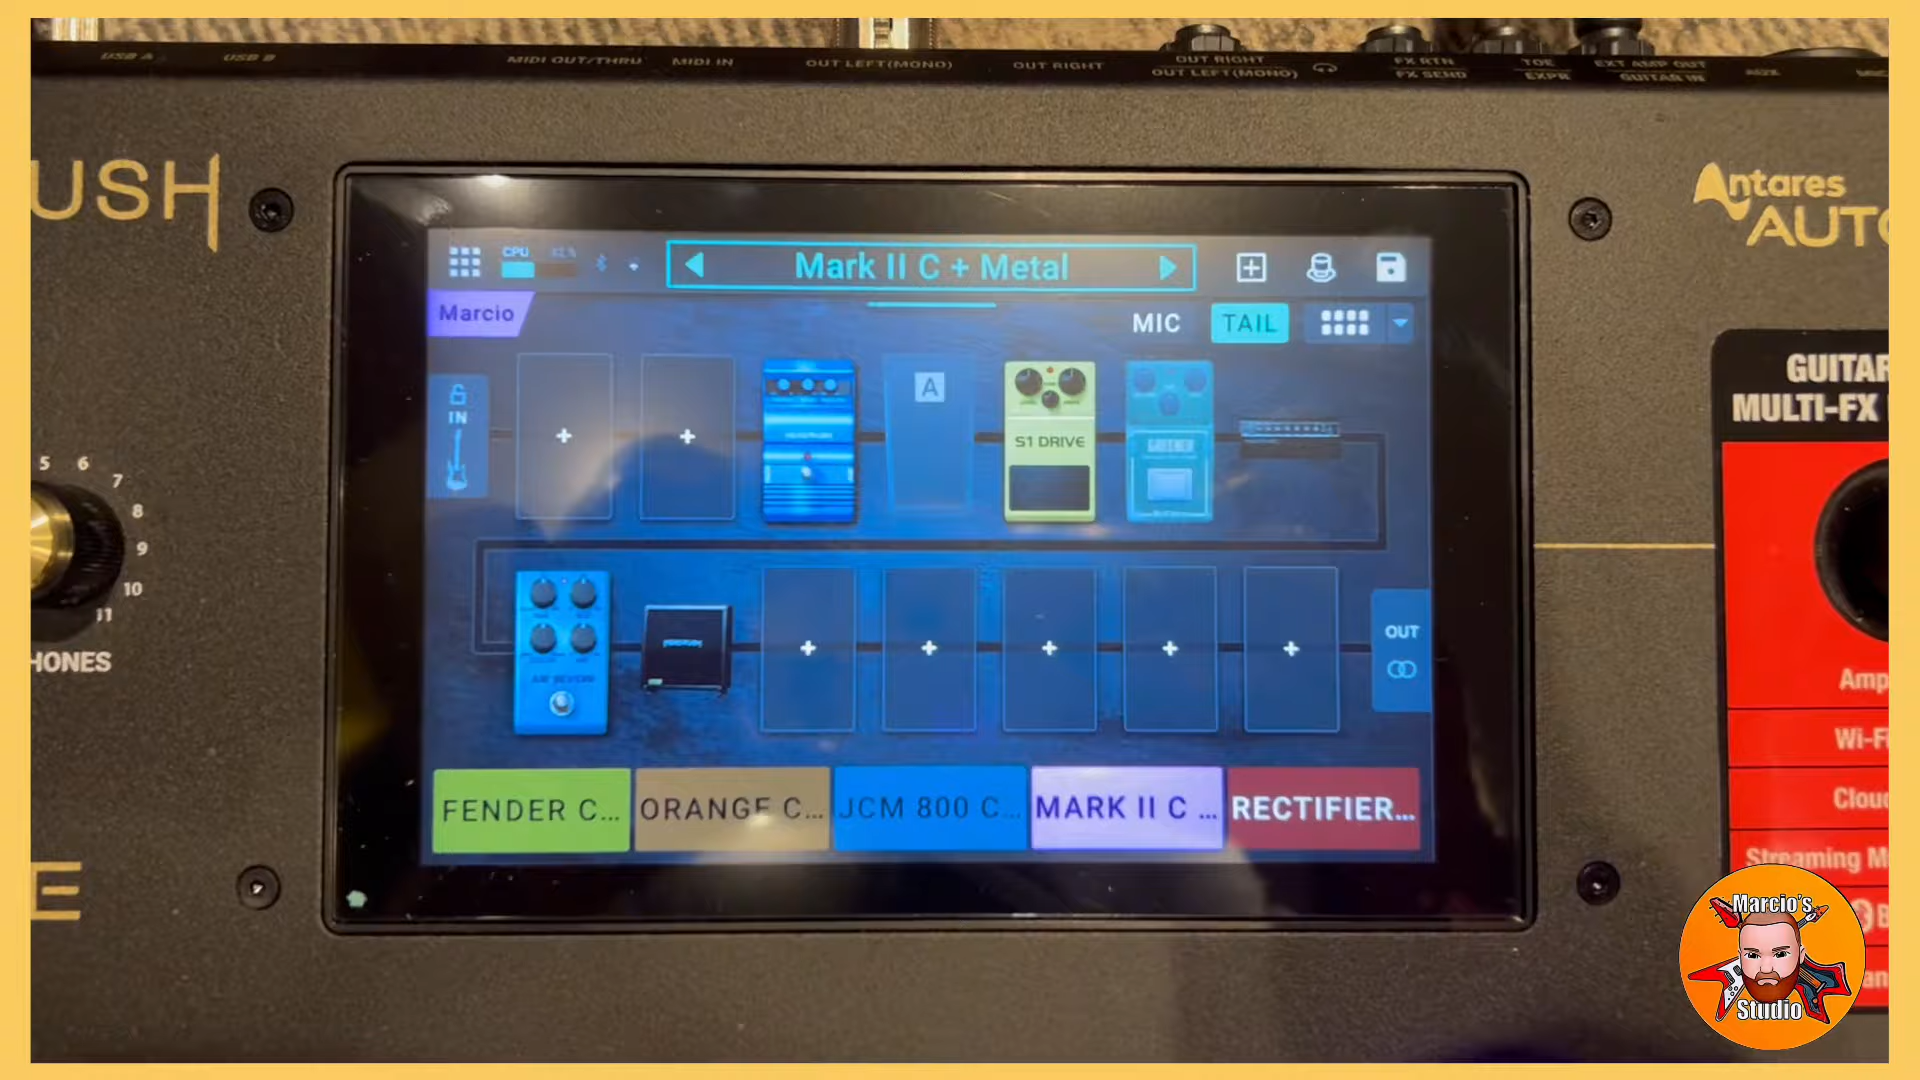 USB A
USB B
MIDI OUT/THRU
MIDI IN
OUT LEFT(MONO)
OUT RIGHT
OUT RIGHT
OUT LEFT(MONO)
FX RTN
FX SEND
TOE
EXPR
EXT AMP OUT
GUITAR IN
AUX
USH
Antares
AUT
CPU
Mark II C + Metal
Marcio
MIC
TAIL
IN
A
S1 DRIVE
GREENER
OUT
FENDER C...
ORANGE C...
JCM 800 C...
MARK II C ...
RECTIFIER...
5
6
7
8
9
10
11
HONES
E
GUITAR
MULTI-FX
Amp
Wi-Fi
Cloud
Streaming M
Marcio's
Studio